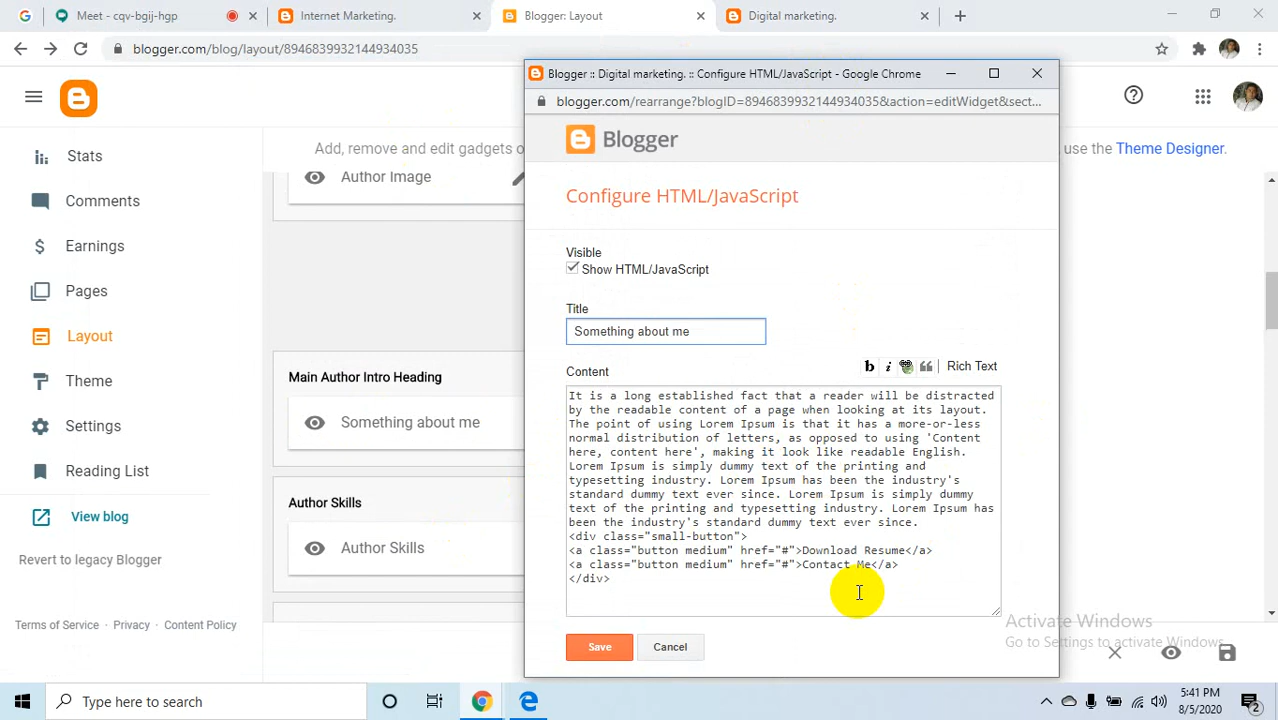 Meet - cqv-bgij-hgp
Internet Marketing.
Blogger: Layout
Digital marketing.
blogger.com/blog/layout/8946839932144934035
Blogger :: Digital marketing. :: Configure HTML/JavaScript - Google Chrome
blogger.com/rearrange?blogID=8946839932144934035&action=editWidget&sect...
Blogger
Add, remove and edit gadgets o
use the Theme Designer.
Stats
Comments
Earnings
Pages
Layout
Theme
Settings
Reading List
View blog
Revert to legacy Blogger
Terms of Service · Privacy · Content Policy
Author Image
Main Author Intro Heading
Something about me
Author Skills
Author Skills
Configure HTML/JavaScript
Visible
Show HTML/JavaScript
Title
Something about me
Content
b i Rich Text
It is a long established fact that a reader will be distracted
by the readable content of a page when looking at its layout.
The point of using Lorem Ipsum is that it has a more-or-less
normal distribution of letters, as opposed to using 'Content
here, content here', making it look like readable English.
Lorem Ipsum is simply dummy text of the printing and
typesetting industry. Lorem Ipsum has been the industry's
standard dummy text ever since. Lorem Ipsum is simply dummy
text of the printing and typesetting industry. Lorem Ipsum has
been the industry's standard dummy text ever since.
<div class="small-button">
<a class="button medium" href="#">Download Resume</a>
<a class="button medium" href="#">Contact Me</a>
</div>
Save
Cancel
Activate Windows
Go to Settings to activate Windows.
Type here to search
5:41 PM
8/5/2020
2